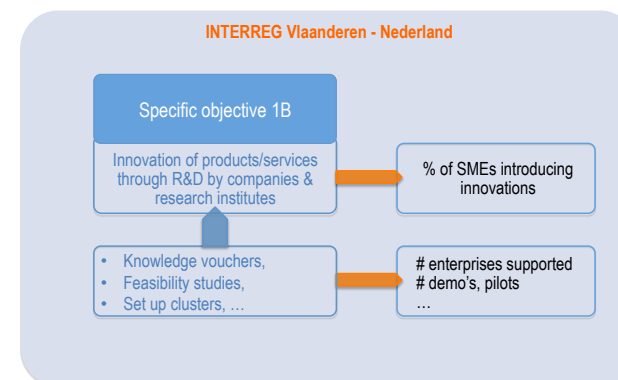 INTERREG Vlaanderen - Nederland
Specific objective 1B
Innovation of products/services
through R&D by companies &
research institutes
% of SMEs introducing
innovations
• Knowledge vouchers,
• Feasibility studies,
• Set up clusters, …
# enterprises supported
# demo's, pilots
…